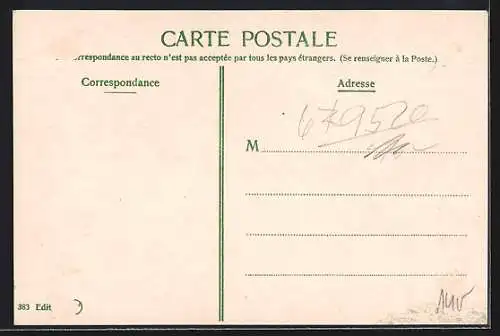 CARTE POSTALE
respondance au recto n'est pas acceptée par tous les pays étrangers. (Se renseigner à la Poste.)
Correspondance
Adresse
679520
M
383 Edit